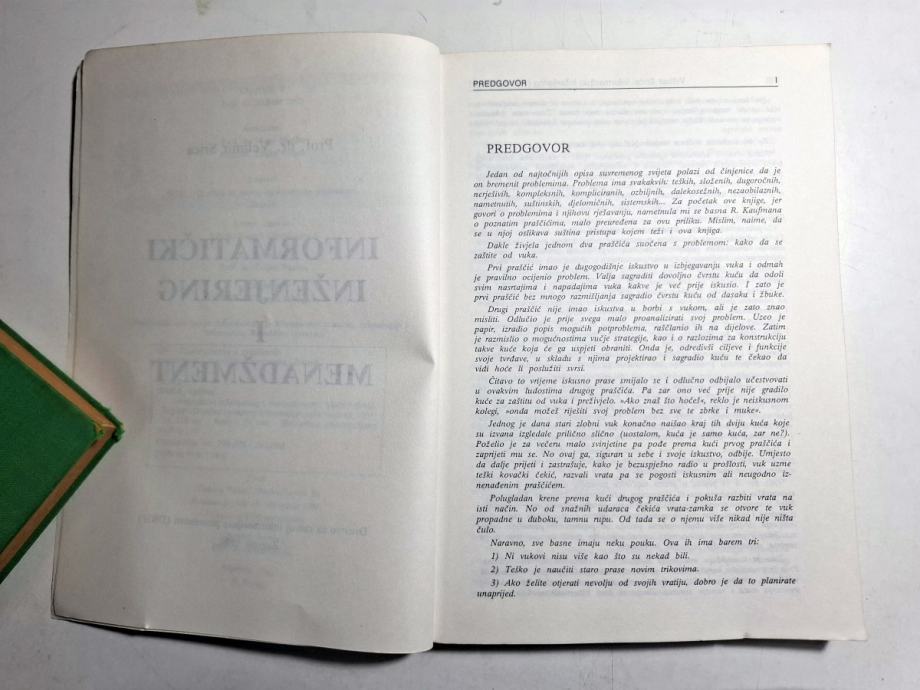 Prof. dr. Velimir Srića
INFORMATIČKI
INŽENJERING
I
MENADŽMENT
PREDGOVOR 1
PREDGOVOR
Jedan od najtočnijih opisa suvremenog svijeta polazi od činjenice da je
on bremenit problemima. Problema ima svakakvih: teških, složenih, dugoročnih,
nerješivih, kompleksnih, kompliciranih, ozbiljnih, dalekosežnih, nezaobilaznih,
nametnutih, suštinskih, djelomičnih, sistemskih... Za početak ove knjige, jer
govori o problemima i njihovu rješavanju, nametnula mi se basna R. Kaufmana
o poznatim praščićima, malo preuređena za ovu priliku. Mislim, naime, da
se u njoj oslikava suština pristupa kojem teži i ova knjiga.
Dakle živjela jednom dva praščića suočena s problemom: kako da se
zaštite od vuka.
Prvi praščić imao je dugogodišnje iskustvo u izbjegavanju vuka i odmah
je pravilno ocijenio problem. Valja sagraditi dovoljno čvrstu kuću da odoli
svim nasrtajima i napadajima vuka kakve je već prije iskusio. I zato je
prvi praščić bez mnogo razmišljanja sagradio čvrstu kuću od dasaka i žbuke.
Drugi praščić nije imao iskustva u borbi s vukom, ali je zato znao
misliti. Odlučio je prije svega malo proanalizirati svoj problem. Uzeo je
papir, izradio popis mogućih potproblema, raščlanio ih na dijelove. Zatim
je razmislio o mogućnostima vučje strategije, kao i o razlozima za konstrukciju
takve kuće koja će ga uspjeti obraniti. Onda je, odredivši ciljeve i funkcije
svoje tvrđave, u skladu s njima projektirao i sagradio kuću te čekao da
vidi hoće li poslužiti svrsi.
Čitavo to vrijeme iskusno prase smijalo se i odlučno odbijalo učestvovati
u ovakvim ludostima drugog praščića. Pa zar ono već prije nije gradilo
kuće za zaštitu od vuka i preživjelo. »Ako znaš što hoćeš«, reklo je neiskusnom
kolegi, »onda možeš riješiti svoj problem bez sve te zbrke i muke«.
Jednog je dana stari zlobni vuk konačno naišao kraj tih dviju kuća koje
su izvana izgledale prilično slično (uostalom, kuća je samo kuća, zar ne?).
Poželio je za večeru malo svinjetine pa pođe prema kući prvog praščića i
zaprijeti mu se. No ovaj ga, siguran u sebe i svoje iskustvo, odbije. Umjesto
da dalje prijeti i zastrašuje, kako je bezuspješno radio u prošlosti, vuk uzme
teški kovački čekić, razvali vrata pa se pogosti iskusnim ali neugodno iz-
nenađenim praščićem.
Polugladan krene prema kući drugog praščića i pokuša razbiti vrata na
isti način. No od snažnih udaraca čekića vrata-zamka se otvore te vuk
propadne u duboku, tamnu rupu. Od tada se o njemu više nikad nije ništa
čulo.
Naravno, sve basne imaju neku pouku. Ova ih ima barem tri:
1) Ni vukovi nisu više kao što su nekad bili.
2) Teško je naučiti staro prase novim trikovima.
3) Ako želite otjerati nevolju od svojih vratiju, dobro je da to planirate
unaprijed.